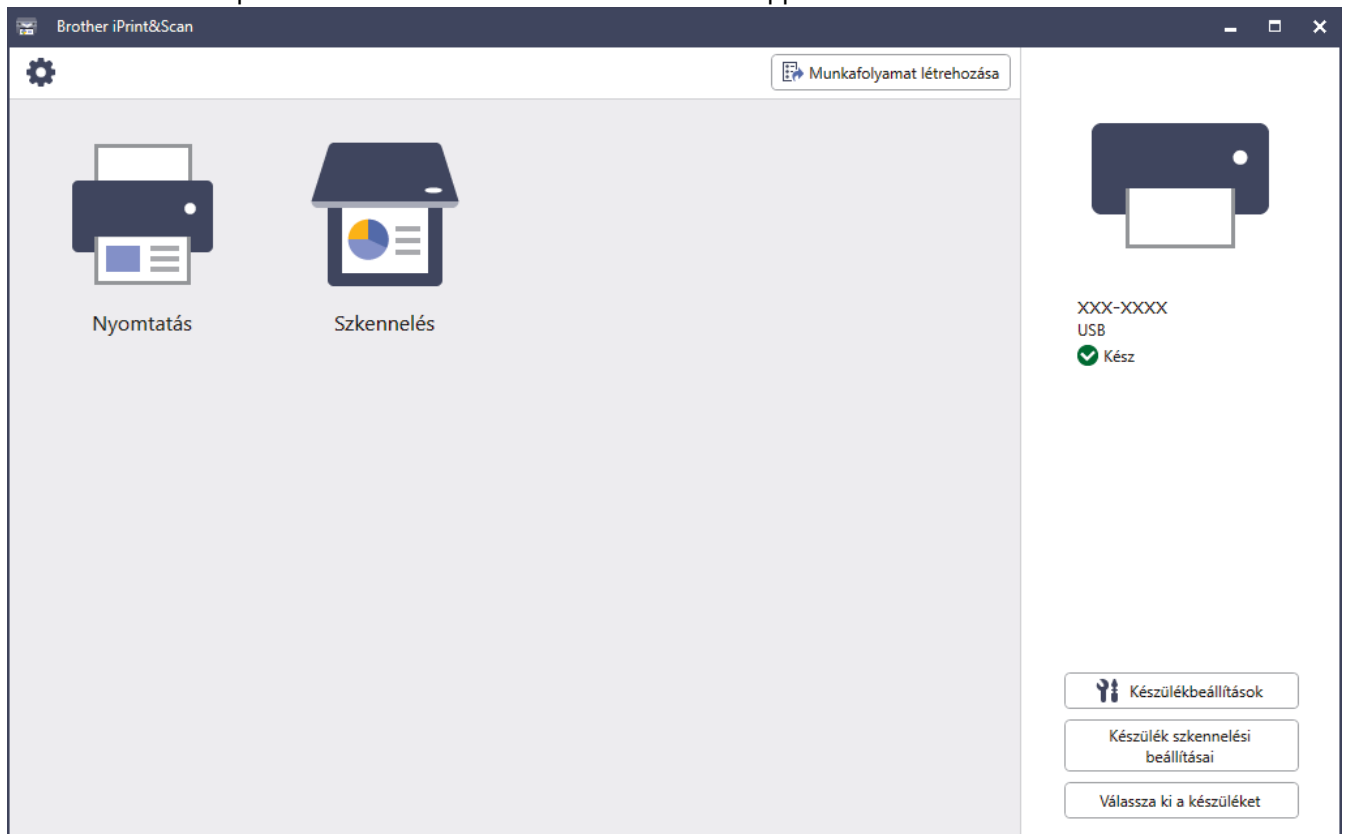 Brother iPrint&Scan
Munkafolyamat létrehozása
Nyomtatás
Szkennelés
XXX-XXXX
USB
Kész
Készülékbeállítások
Készülék szkennelési
beállításai
Válassza ki a készüléket